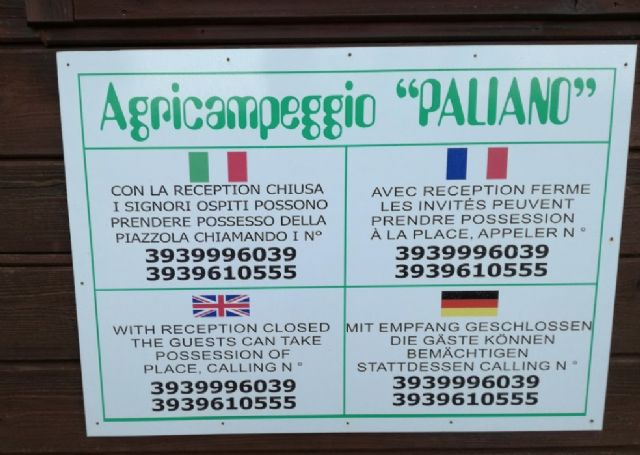 Agricampeggio "PALIANO"
CON LA RECEPTION CHIUSA
I SIGNORI OSPITI POSSONO
PRENDERE POSSESSO DELLA
PIAZZOLA CHIAMANDO I N°
3939996039
3939610555
AVEC RECEPTION FERME
LES INVITÉS PEUVENT
PRENDRE POSSESSION
À LA PLACE, APPELER N°
3939996039
3939610555
WITH RECEPTION CLOSED
THE GUESTS CAN TAKE
POSSESSION OF
PLACE, CALLING N°
3939996039
3939610555
MIT EMPFANG GESCHLOSSEN
DIE GÄSTE KÖNNEN
BEMÄCHTIGEN
STATTDESSEN CALLING N°
3939996039
3939610555